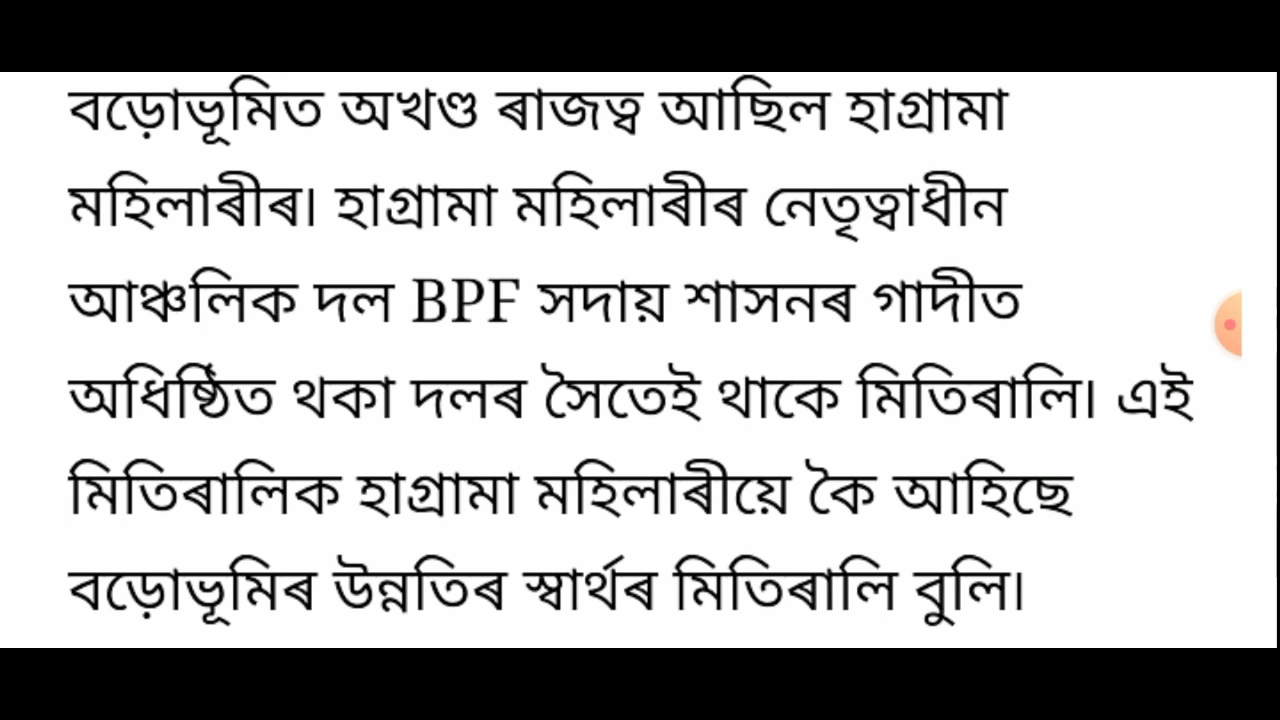 বড়োভূমিত অখণ্ড ৰাজত্ব আছিল হাগ্ৰামা
মহিলাৰীৰ। হাগ্ৰামা মহিলাৰীৰ নেতৃত্বাধীন
আঞ্চলিক দল BPF সদায় শাসনৰ গাদীত
অধিষ্ঠিত থকা দলৰ সৈতেই থাকে মিতিৰালি। এই
মিতিৰালিক হাগ্ৰামা মহিলাৰীয়ে কৈ আহিছে
বড়োভূমিৰ উন্নতিৰ স্বাৰ্থৰ মিতিৰালি বুলি।